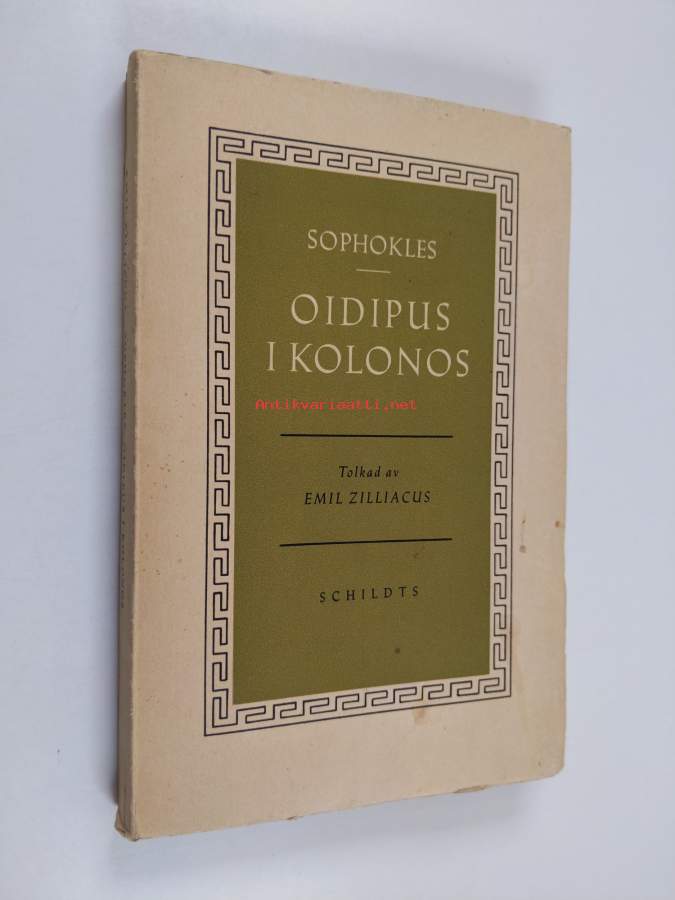 SOPHOKLES
OIDIPUS
I KOLONOS
Antikvariaatti.net
Tolkad av
EMIL ZILLIACUS
SCHILDTS